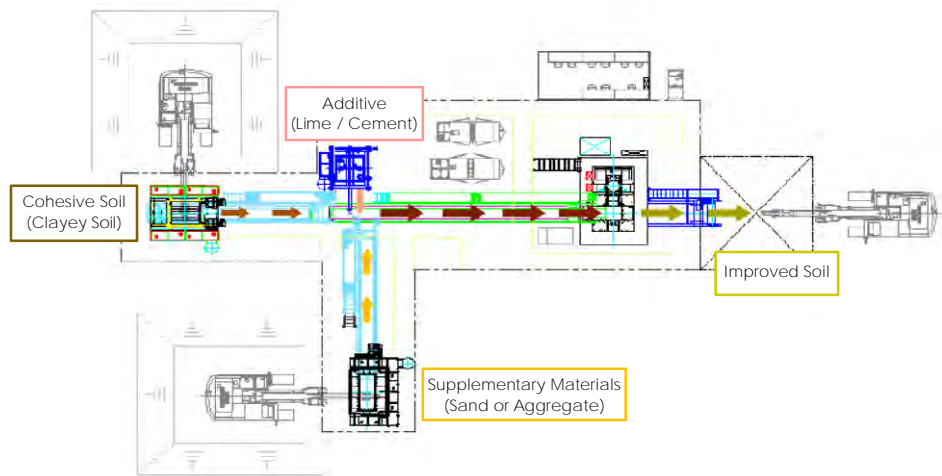 Additive
(Lime / Cement)
Cohesive Soil
(Clayey Soil)
Improved Soil
Supplementary Materials
(Sand or Aggregate)